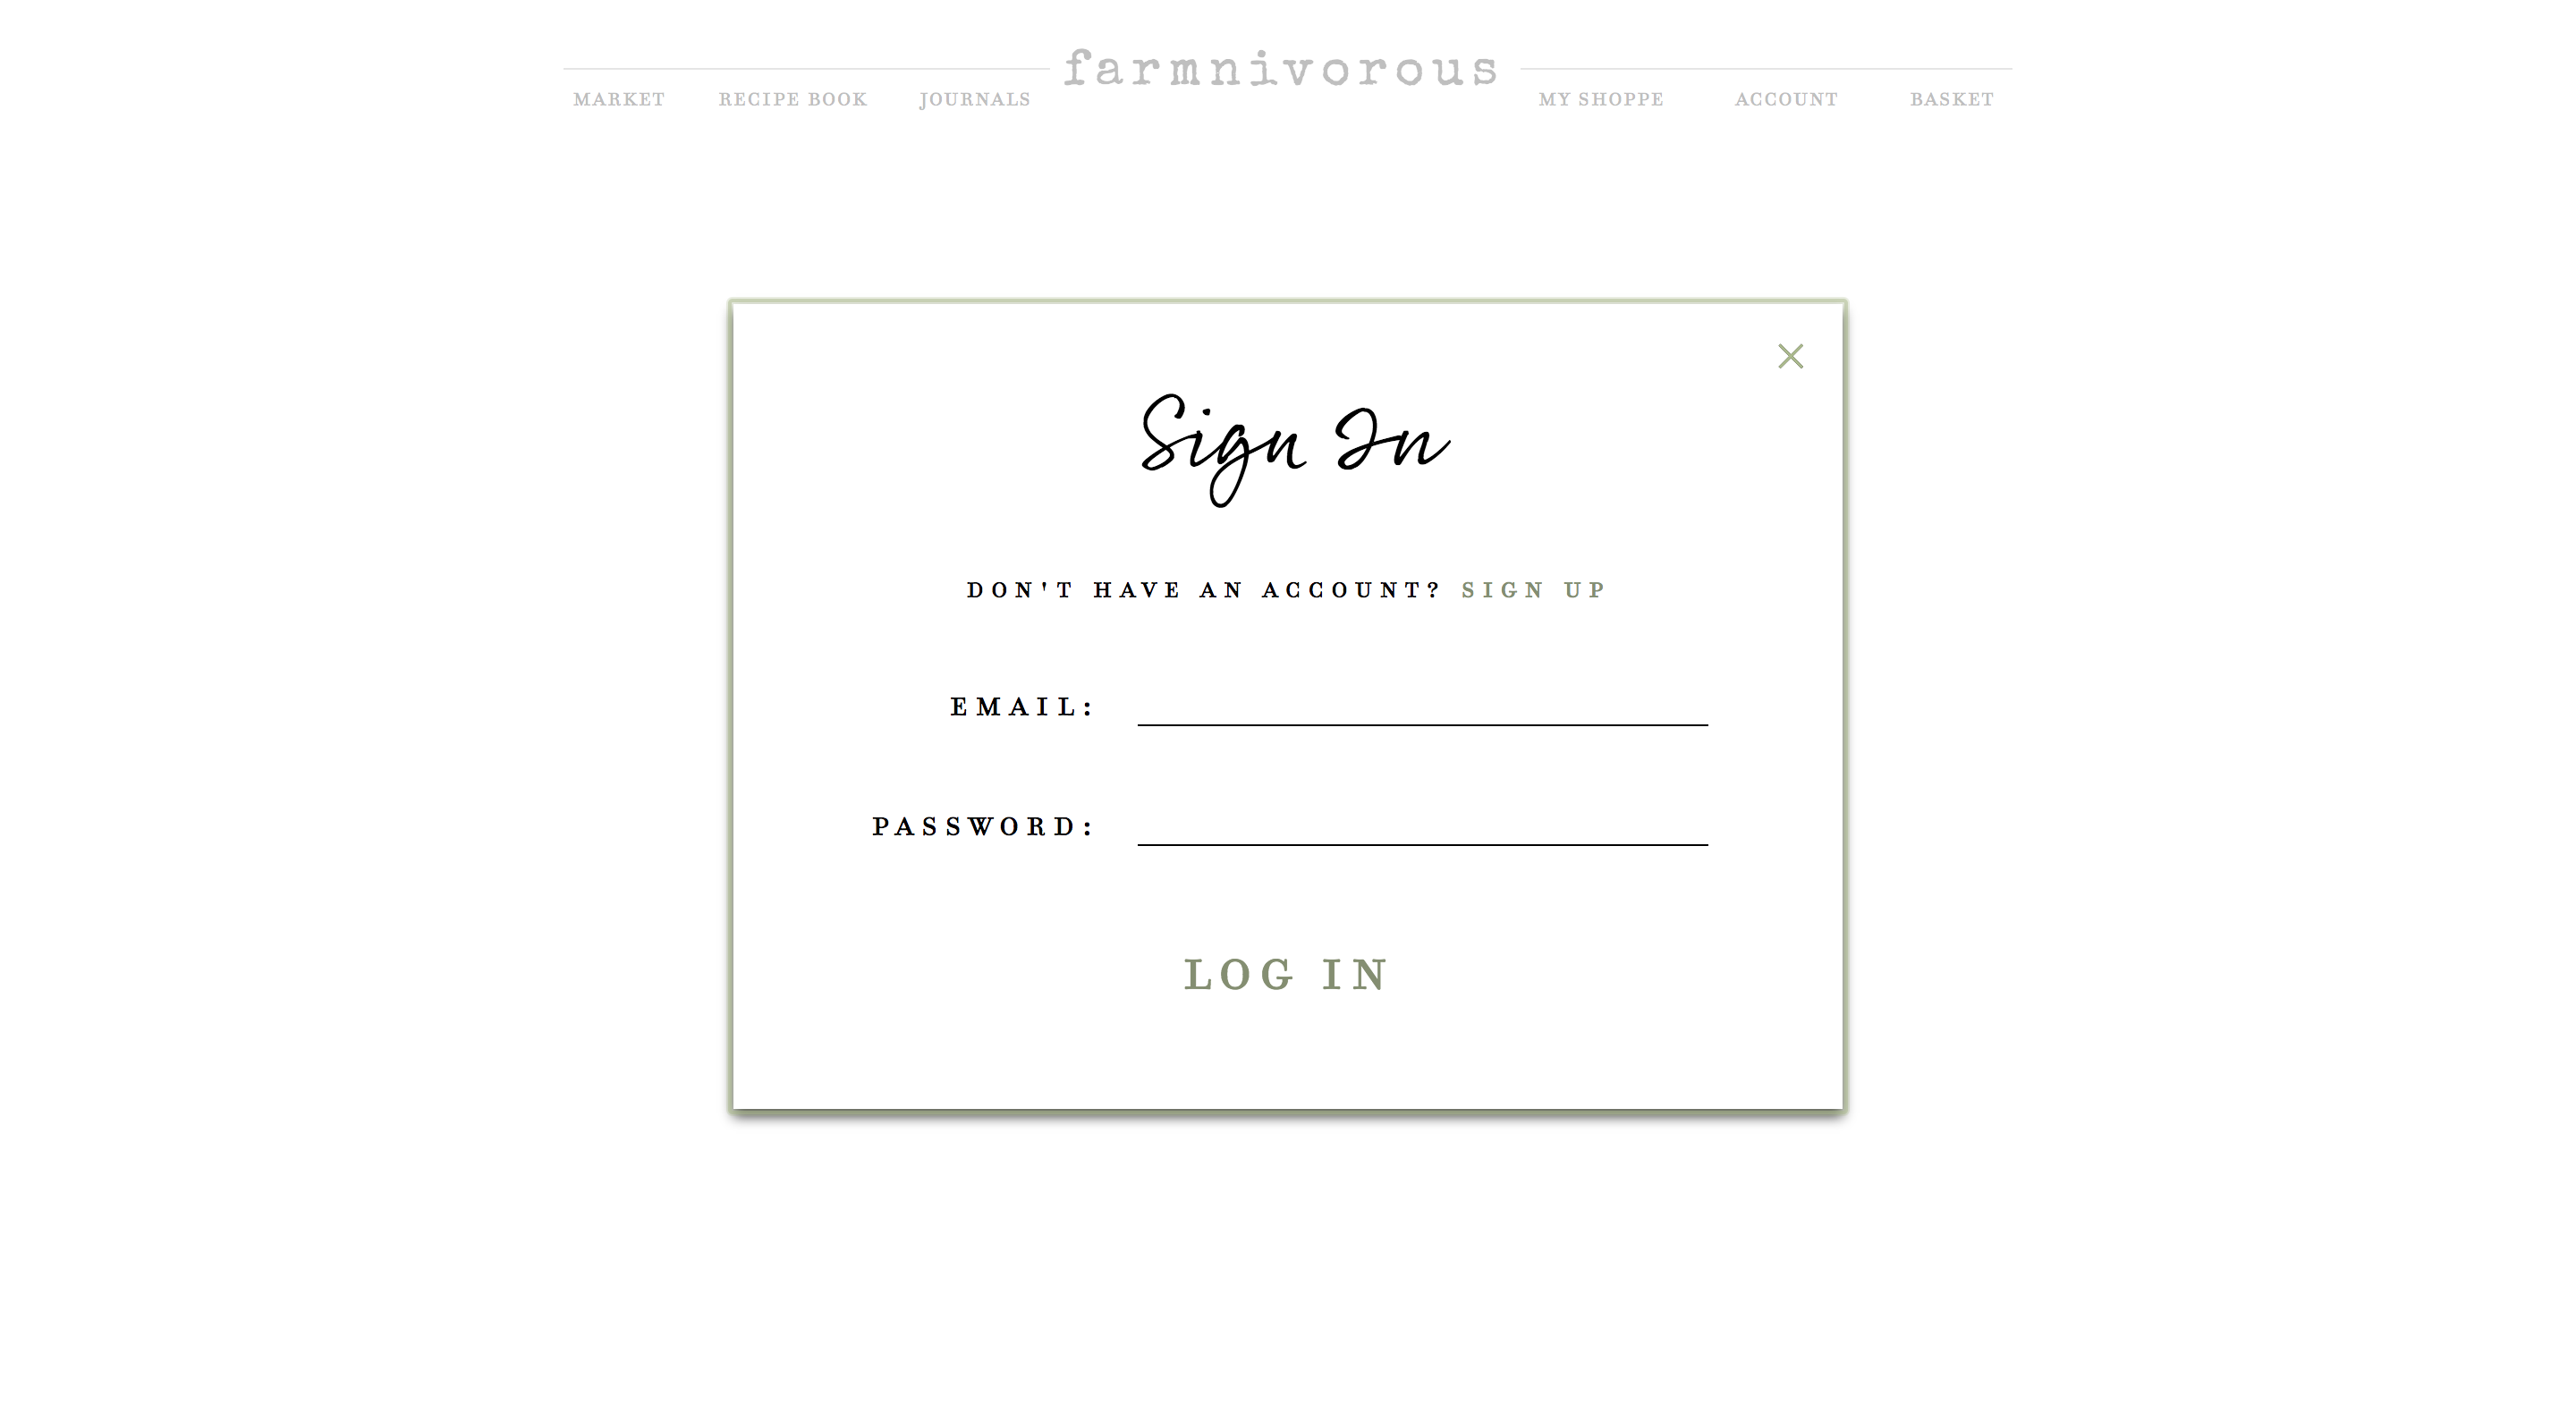 farmnivorous
MARKET RECIPE BOOK JOURNALS MY SHOPPE ACCOUNT BASKET
Sign In
DON'T HAVE AN ACCOUNT? SIGN UP
EMAIL:
PASSWORD:
LOG IN